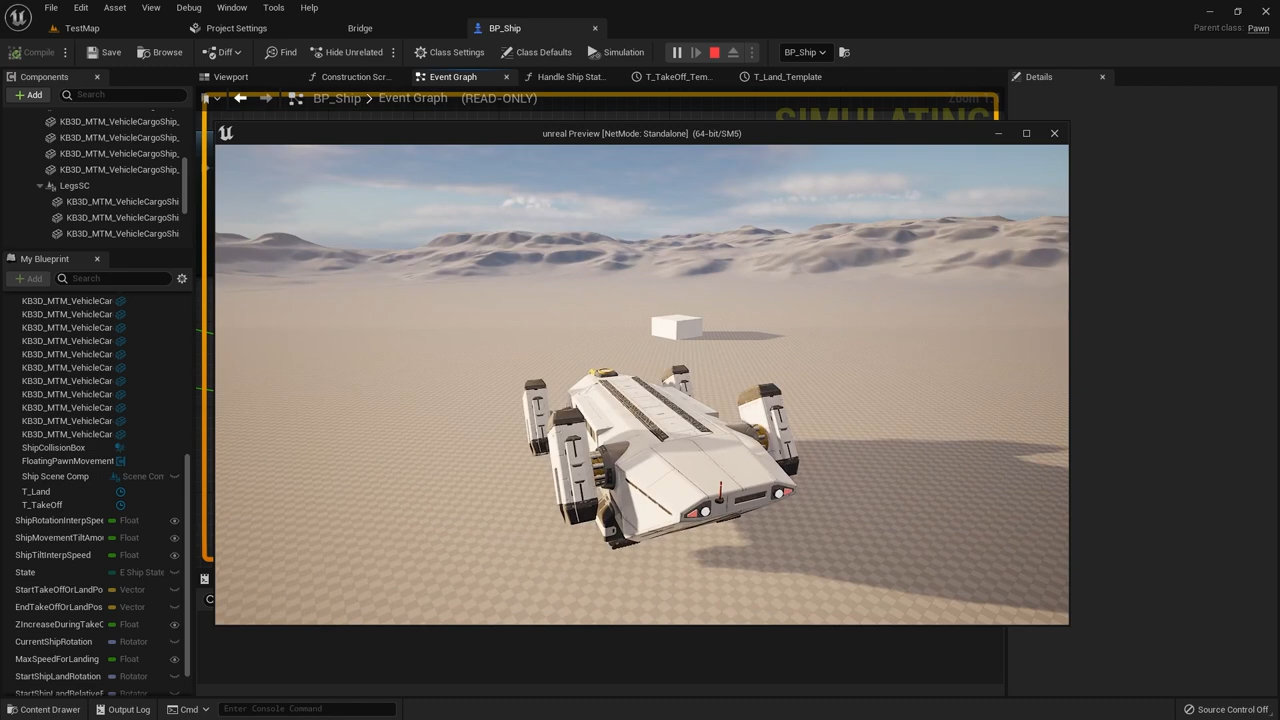 File Edit Asset View Debug Window Tools Help
TestMap Project Settings Bridge BP_Ship
Parent class: Pawn
Compile Save Browse Diff Find Hide Unrelated Class Settings Class Defaults Simulation BP_Ship
Components Viewport Construction Scr... Event Graph Handle Ship Stat... T_TakeOff_Tem... T_Land_Template Details
+ Add Search
BP_Ship > Event Graph (READ-ONLY)
SIMULATING
KB3D_MTM_VehicleCargoShip_
KB3D_MTM_VehicleCargoShip_
KB3D_MTM_VehicleCargoShip_
KB3D_MTM_VehicleCargoShip_
LegsSC
KB3D_MTM_VehicleCargoShi
KB3D_MTM_VehicleCargoShi
KB3D_MTM_VehicleCargoShi
unreal Preview [NetMode: Standalone] (64-bit/SM5)
My Blueprint
+ Add Search
KB3D_MTM_VehicleCar
KB3D_MTM_VehicleCar
KB3D_MTM_VehicleCar
KB3D_MTM_VehicleCar
KB3D_MTM_VehicleCar
KB3D_MTM_VehicleCar
KB3D_MTM_VehicleCar
KB3D_MTM_VehicleCar
KB3D_MTM_VehicleCar
KB3D_MTM_VehicleCar
KB3D_MTM_VehicleCar
ShipCollisionBox
FloatingPawnMovement
Ship Scene Comp Scene Com
T_Land
T_TakeOff
ShipRotationInterpSpee Float
ShipMovementTiltAmou Float
ShipTiltInterpSpeed Float
State E Ship State
StartTakeOffOrLandPo Vector
EndTakeOffOrLandPos Vector
ZIncreaseDuringTakeO Float
CurrentShipRotation Rotator
MaxSpeedForLanding Float
StartShipLandRotation Rotator
Content Drawer Output Log Cmd Enter Console Command Source Control Off